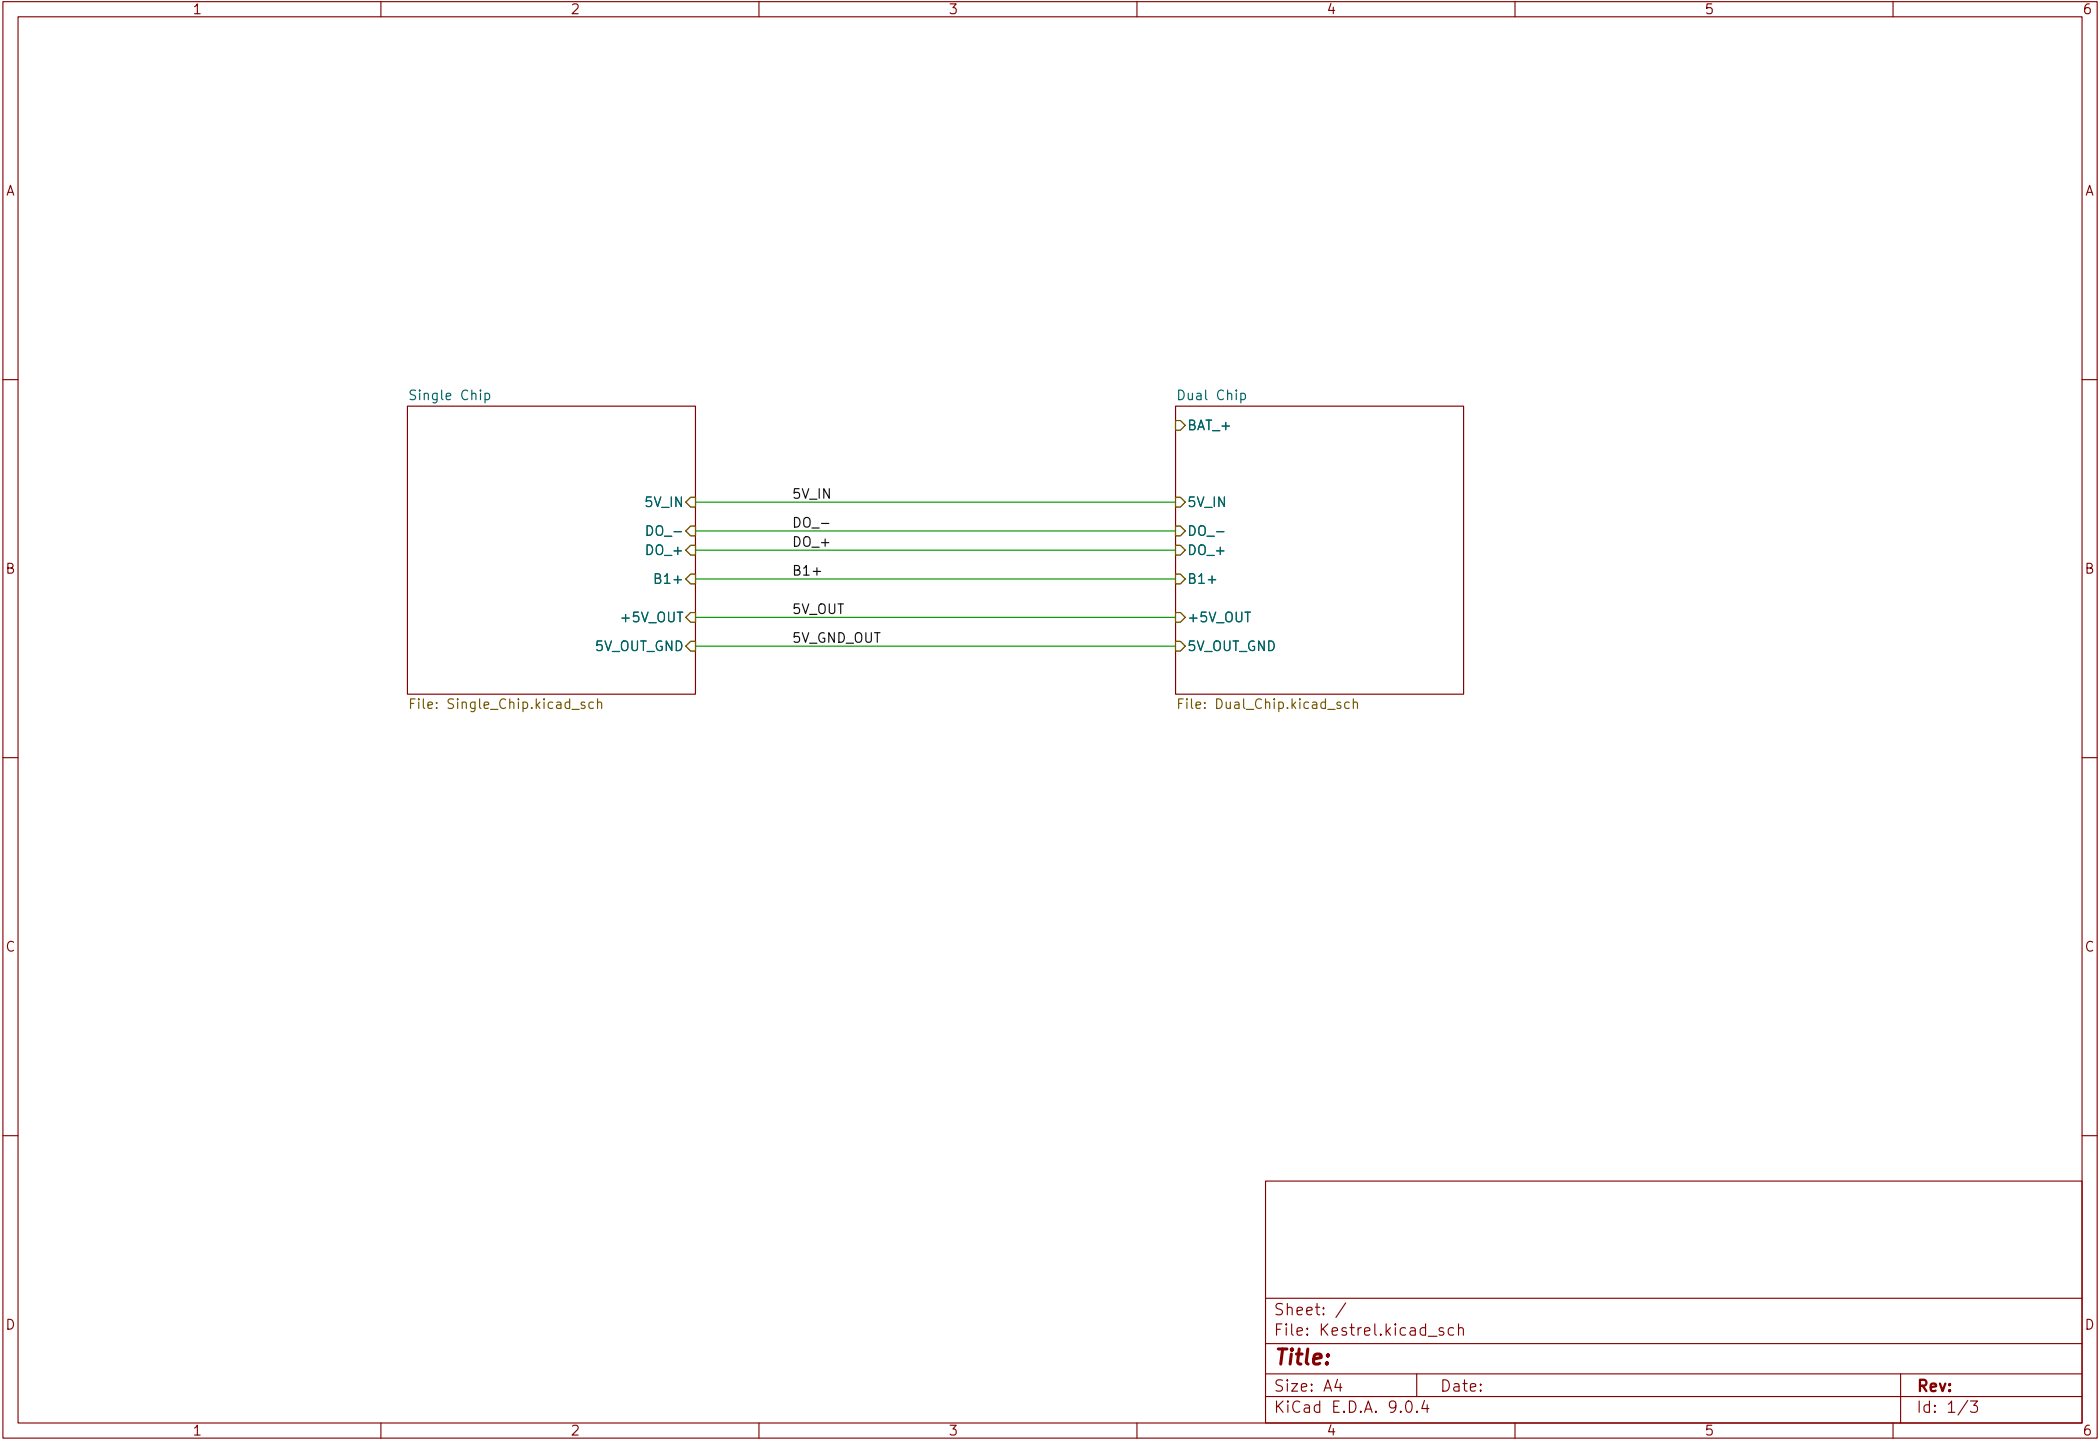 1 2 3 4 5 6
A A
Single Chip
Dual Chip
BAT_+
5V_IN 5V_IN 5V_IN
DO_- DO_- DO_-
DO_+ DO_+ DO_+
B B
B1+ B1+ B1+
+5V_OUT 5V_OUT +5V_OUT
5V_OUT_GND 5V_GND_OUT 5V_OUT_GND
File: Single_Chip.kicad_sch
File: Dual_Chip.kicad_sch
C C
Sheet: /
D D
File: Kestrel.kicad_sch
Title:
Size: A4 Date: Rev:
KiCad E.D.A. 9.0.4 Id: 1/3
1 2 3 4 5 6